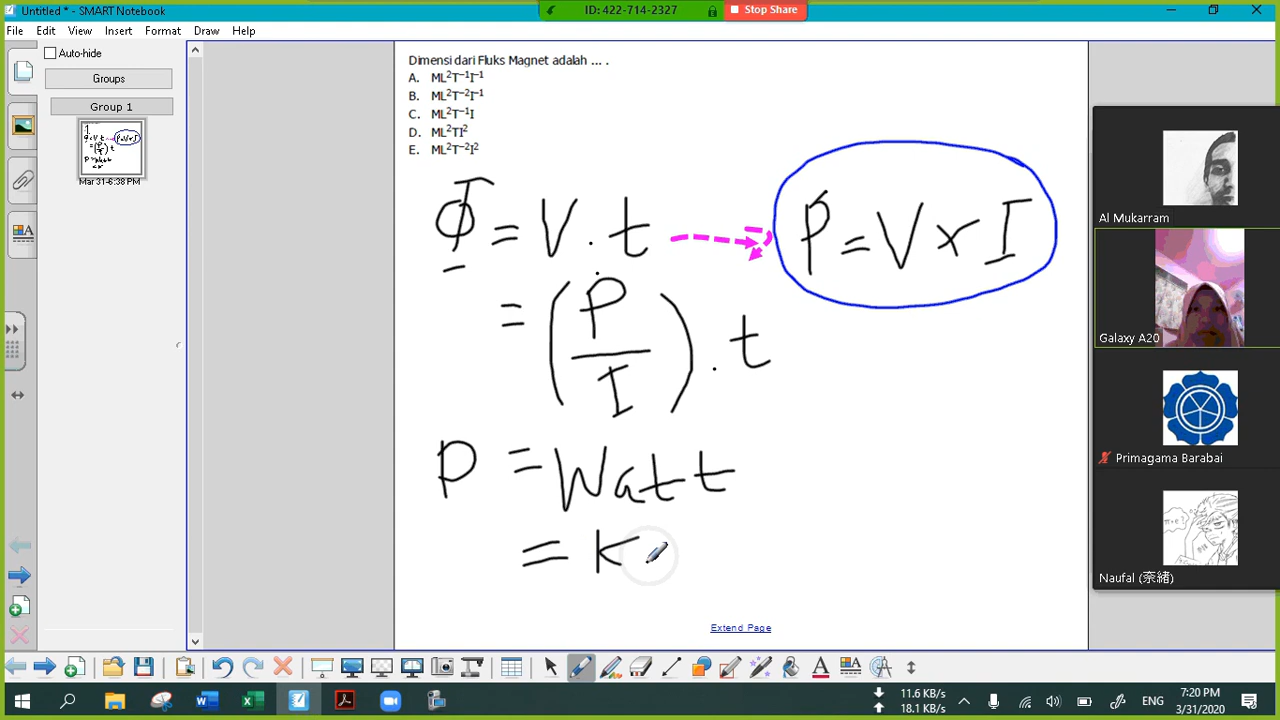 Untitled * - SMART Notebook
ID: 422-714-2327
Stop Share
File Edit View Insert Format Draw Help
Auto-hide
Groups
Group 1
Mar 31-6:38 PM
Dimensi dari Fluks Magnet adalah ... .
A. ML²T⁻¹I⁻¹
B. ML²T⁻²I⁻¹
C. ML²T⁻¹I
D. ML²TI²
E. ML²T⁻²I²
Φ = V . t
P = V x I
= (P/I) . t
P = Watt
= K
Extend Page
Al Mukarram
Galaxy A20
Primagama Barabai
Naufal (萘緒)
11.6 KB/s
18.1 KB/s
ENG
7:20 PM
3/31/2020